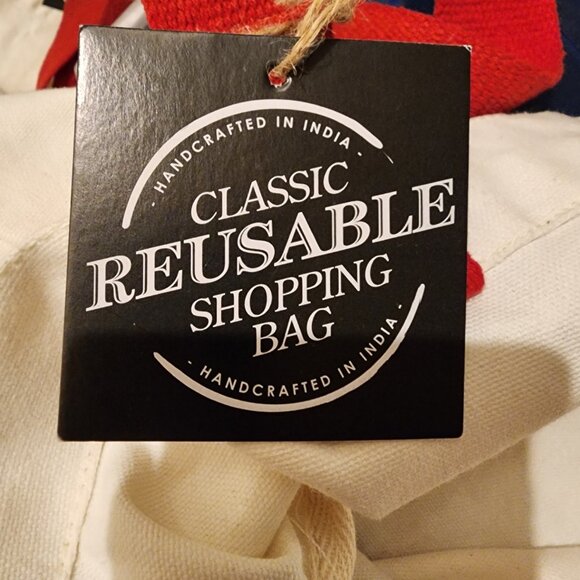 - HANDCRAFTED IN INDIA -
CLASSIC
REUSABLE
SHOPPING
BAG
- HANDCRAFTED IN INDIA -